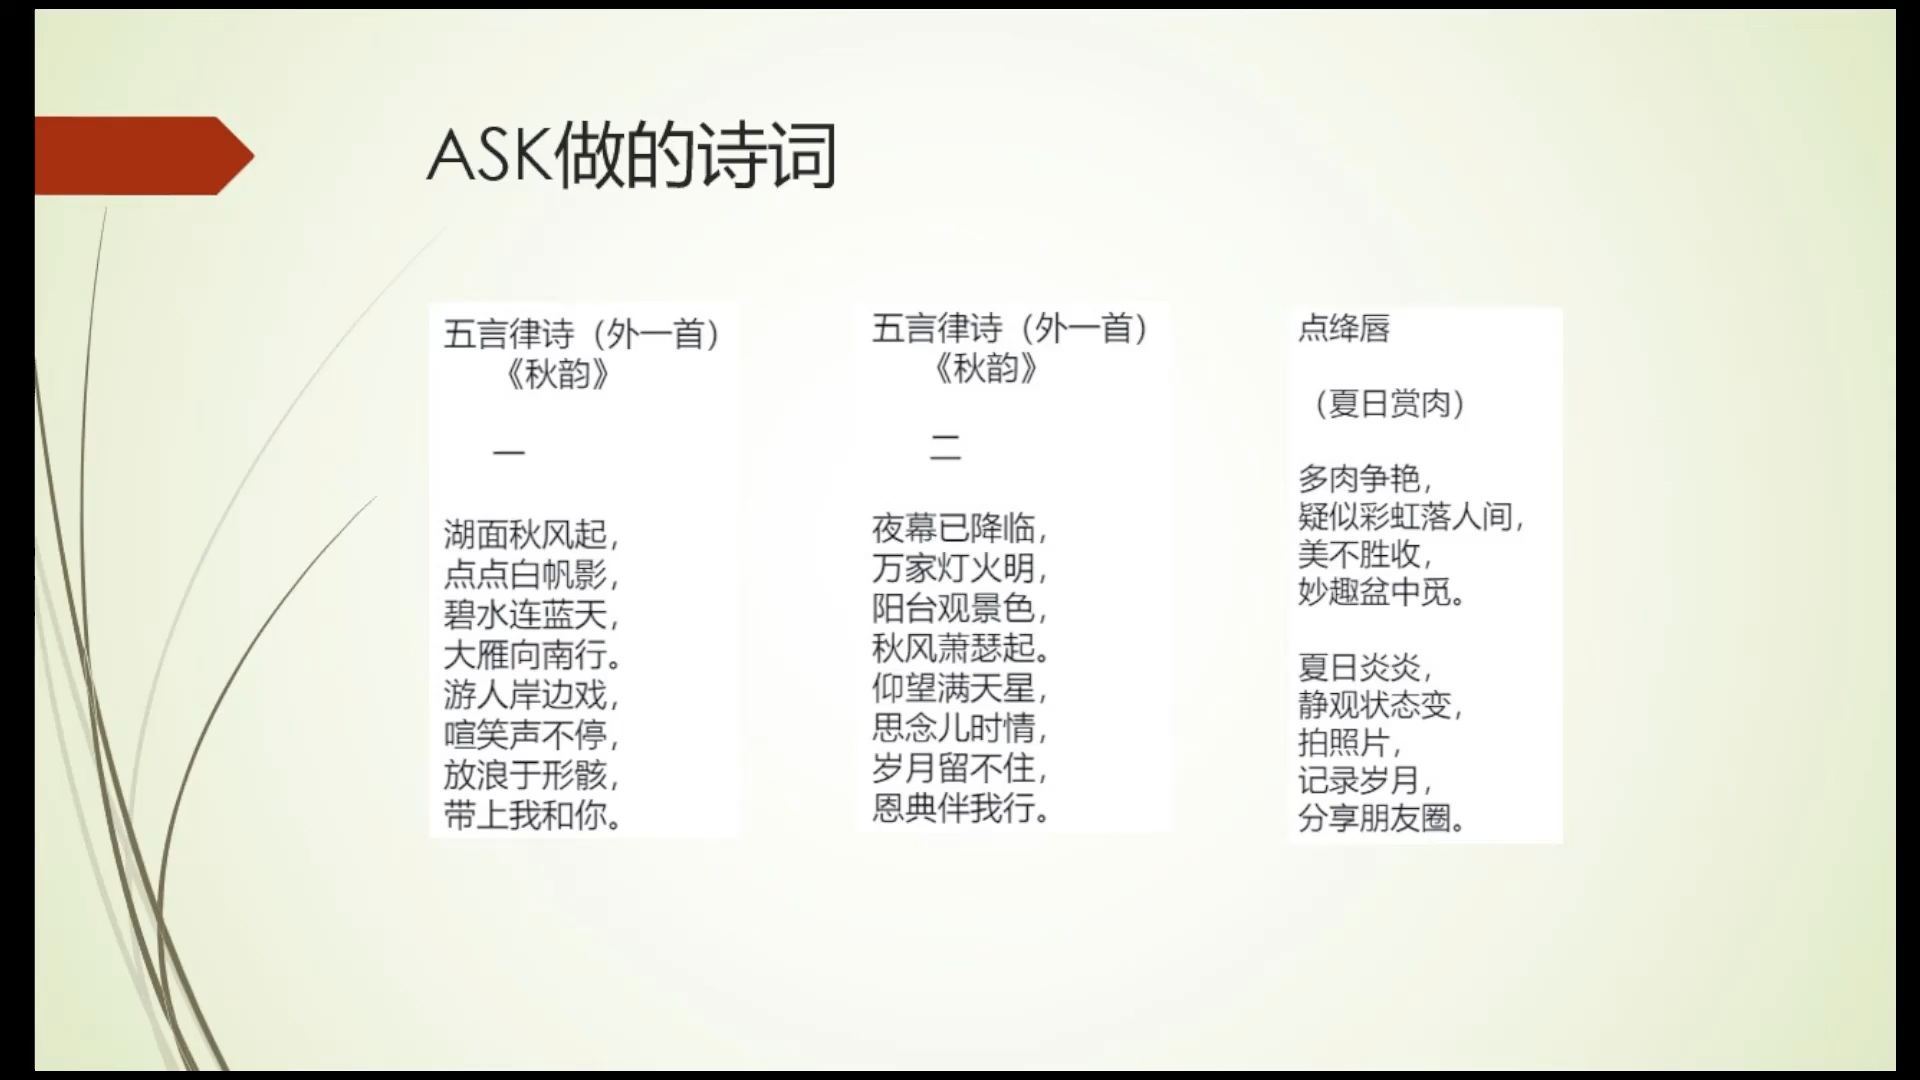 ASK做的诗词
五言律诗（外一首）
《秋韵》
一
湖面秋风起，
点点白帆影，
碧水连蓝天，
大雁向南行。
游人岸边戏，
喧笑声不停，
放浪于形骸，
带上我和你。
五言律诗（外一首）
《秋韵》
二
夜幕已降临，
万家灯火明，
阳台观景色，
秋风萧瑟起。
仰望满天星，
思念儿时情，
岁月留不住，
恩典伴我行。
点绛唇
（夏日赏肉）
多肉争艳，
疑似彩虹落人间，
美不胜收，
妙趣盆中觅。
夏日炎炎，
静观状态变，
拍照片，
记录岁月，
分享朋友圈。